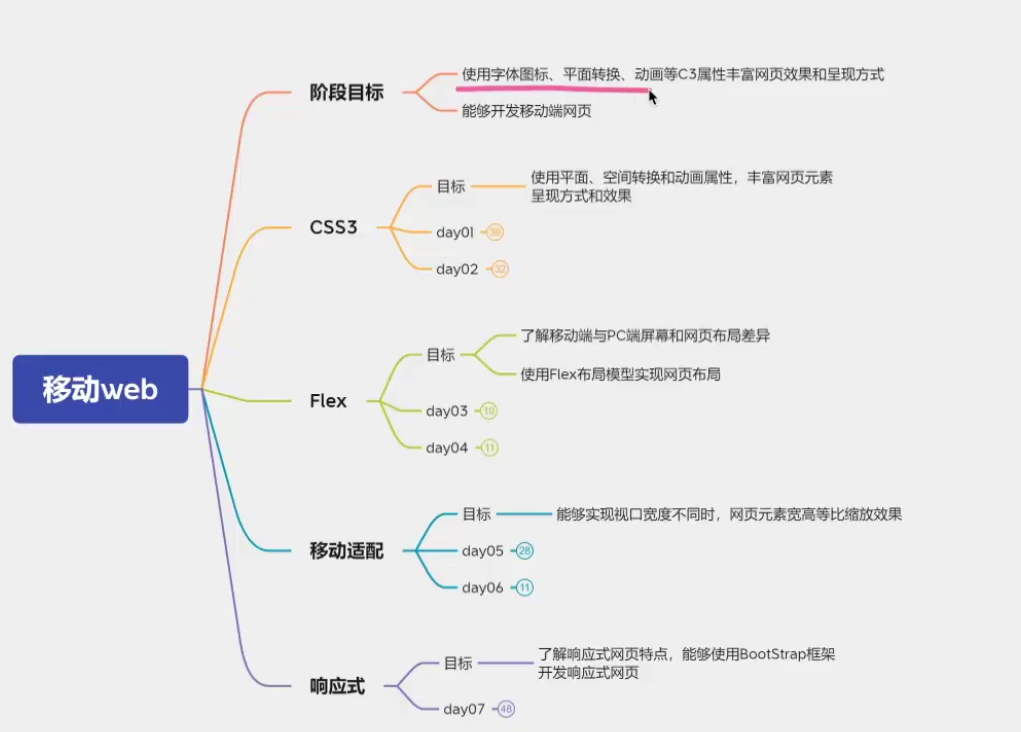 移动web
阶段目标
使用字体图标、平面转换、动画等C3属性丰富网页效果和呈现方式
能够开发移动端网页
CSS3
目标
使用平面、空间转换和动画属性，丰富网页元素
呈现方式和效果
day01
39
day02
32
Flex
目标
了解移动端与PC端屏幕和网页布局差异
使用Flex布局模型实现网页布局
day03
19
day04
11
移动适配
目标
能够实现视口宽度不同时，网页元素宽高等比缩放效果
day05
28
day06
11
响应式
目标
了解响应式网页特点，能够使用BootStrap框架
开发响应式网页
day07
48